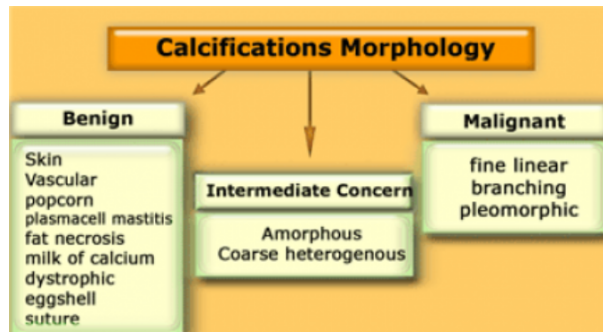 Calcifications Morphology
Benign
Skin
Vascular
popcorn
plasmacell mastitis
fat necrosis
milk of calcium
dystrophic
eggshell
suture
Intermediate Concern
Amorphous
Coarse heterogenous
Malignant
fine linear
branching
pleomorphic